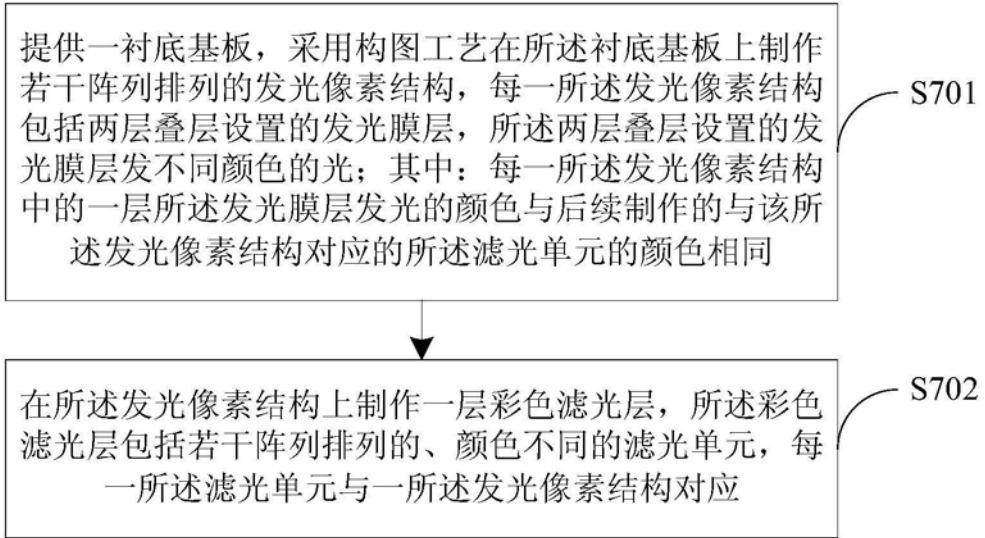 提供一衬底基板，采用构图工艺在所述衬底基板上制作
若干阵列排列的发光像素结构，每一所述发光像素结构
包括两层叠层设置的发光膜层，所述两层叠层设置的发
光膜层发不同颜色的光；其中：每一所述发光像素结构
中的一层所述发光膜层发光的颜色与后续制作的与该所
述发光像素结构对应的所述滤光单元的颜色相同
S701
在所述发光像素结构上制作一层彩色滤光层，所述彩色
滤光层包括若干阵列排列的、颜色不同的滤光单元，每
一所述滤光单元与一所述发光像素结构对应
S702